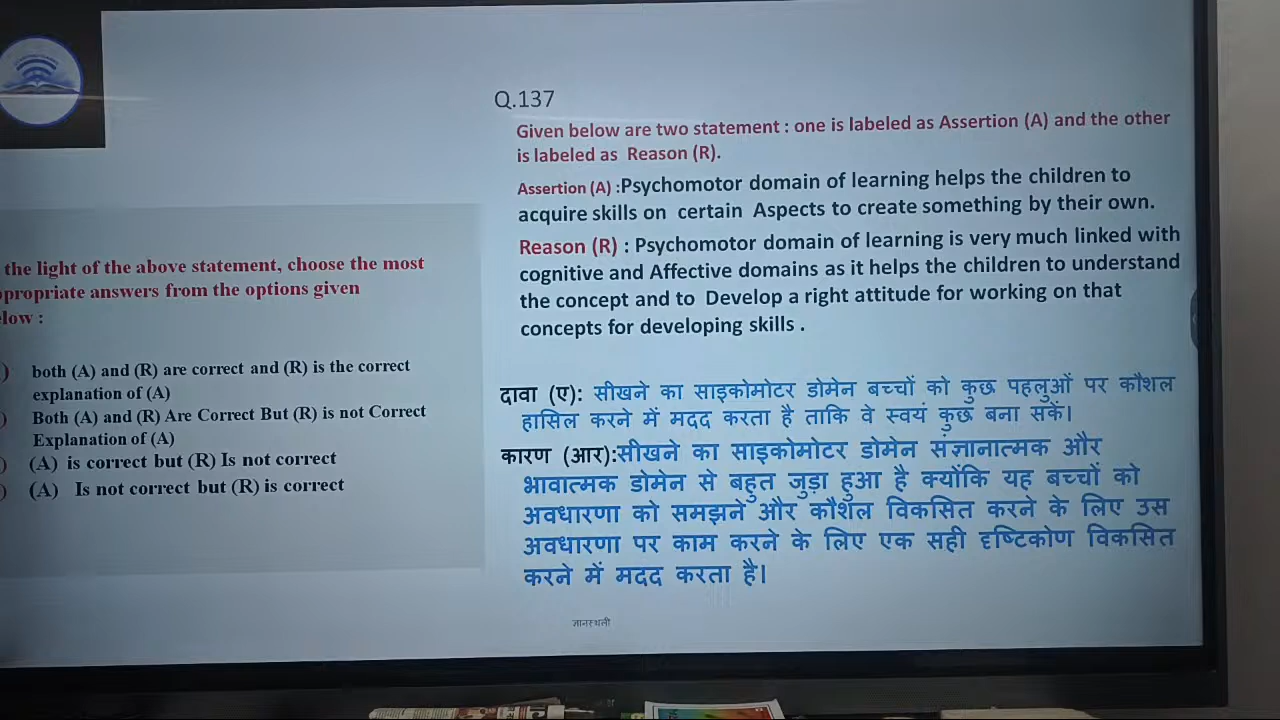 Q.137
Given below are two statement : one is labeled as Assertion (A) and the other
is labeled as Reason (R).
Assertion (A) :Psychomotor domain of learning helps the children to
acquire skills on certain Aspects to create something by their own.
Reason (R) : Psychomotor domain of learning is very much linked with
cognitive and Affective domains as it helps the children to understand
the concept and to Develop a right attitude for working on that
concepts for developing skills .
दावा (ए): सीखने का साइकोमोटर डोमेन बच्चों को कुछ पहलुओं पर कौशल
हासिल करने में मदद करता है ताकि वे स्वयं कुछ बना सकें।
कारण (आर):सीखने का साइकोमोटर डोमेन संज्ञानात्मक और
भावात्मक डोमेन से बहुत जुड़ा हुआ है क्योंकि यह बच्चों को
अवधारणा को समझने और कौशल विकसित करने के लिए उस
अवधारणा पर काम करने के लिए एक सही दृष्टिकोण विकसित
करने में मदद करता है।
the light of the above statement, choose the most
ppropriate answers from the options given
low :
) both (A) and (R) are correct and (R) is the correct
explanation of (A)
) Both (A) and (R) Are Correct But (R) is not Correct
Explanation of (A)
) (A) is correct but (R) Is not correct
) (A) Is not correct but (R) is correct
ज्ञानस्थली